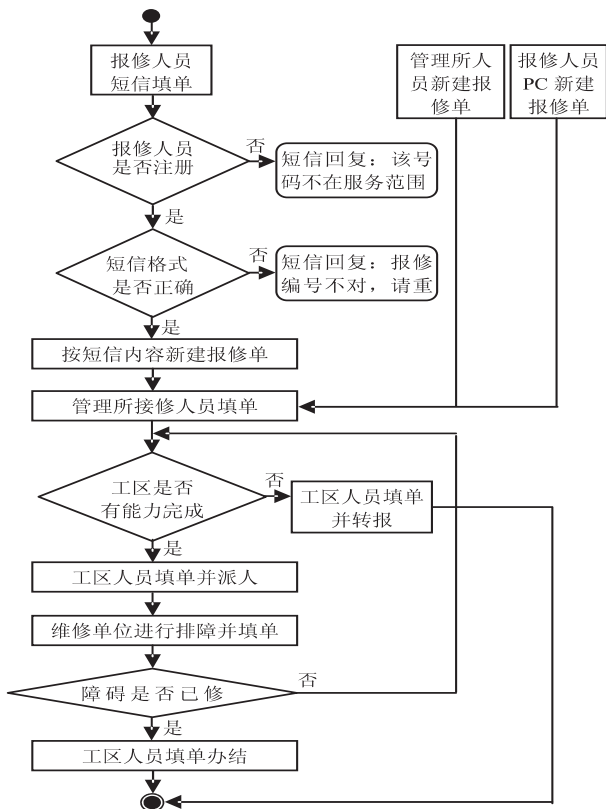 报修人员
短信填单
管理所人
员新建报
修单
报修人员
PC 新建
报修单
报修人员
是否注册
否
短信回复：该号
码不在服务范围
是
短信格式
是否正确
否
短信回复：报修
编号不对，请重
是
按短信内容新建报修单
管理所接修人员填单
工区是否
有能力完成
否
工区人员填单
并转报
是
工区人员填单并派人
维修单位进行排障并填单
障碍是否已修
否
是
工区人员填单办结